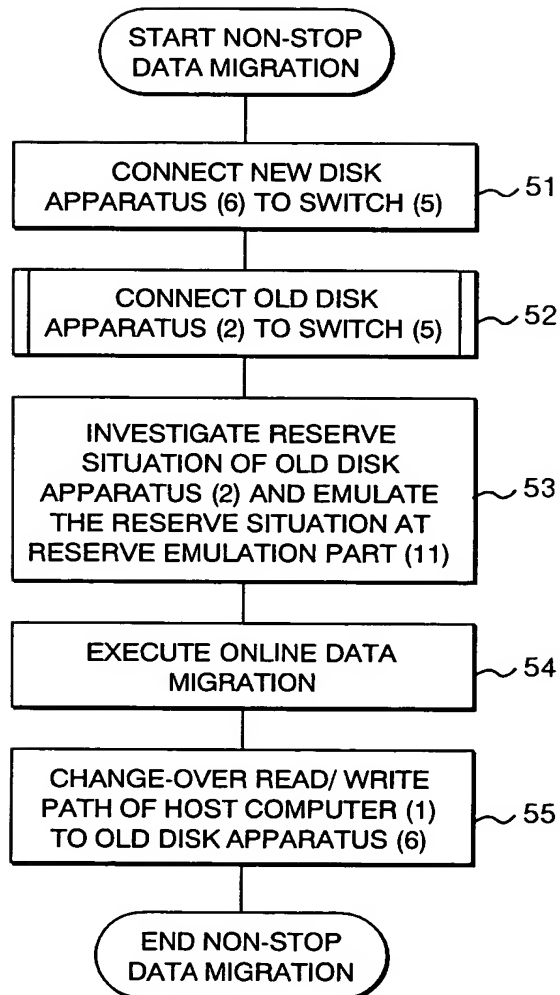 START NON-STOP
DATA MIGRATION
CONNECT NEW DISK
APPARATUS (6) TO SWITCH (5)
51
CONNECT OLD DISK
APPARATUS (2) TO SWITCH (5)
52
INVESTIGATE RESERVE
SITUATION OF OLD DISK
APPARATUS (2) AND EMULATE
THE RESERVE SITUATION AT
RESERVE EMULATION PART (11)
53
EXECUTE ONLINE DATA
MIGRATION
54
CHANGE-OVER READ/ WRITE
PATH OF HOST COMPUTER (1)
TO OLD DISK APPARATUS (6)
55
END NON-STOP
DATA MIGRATION